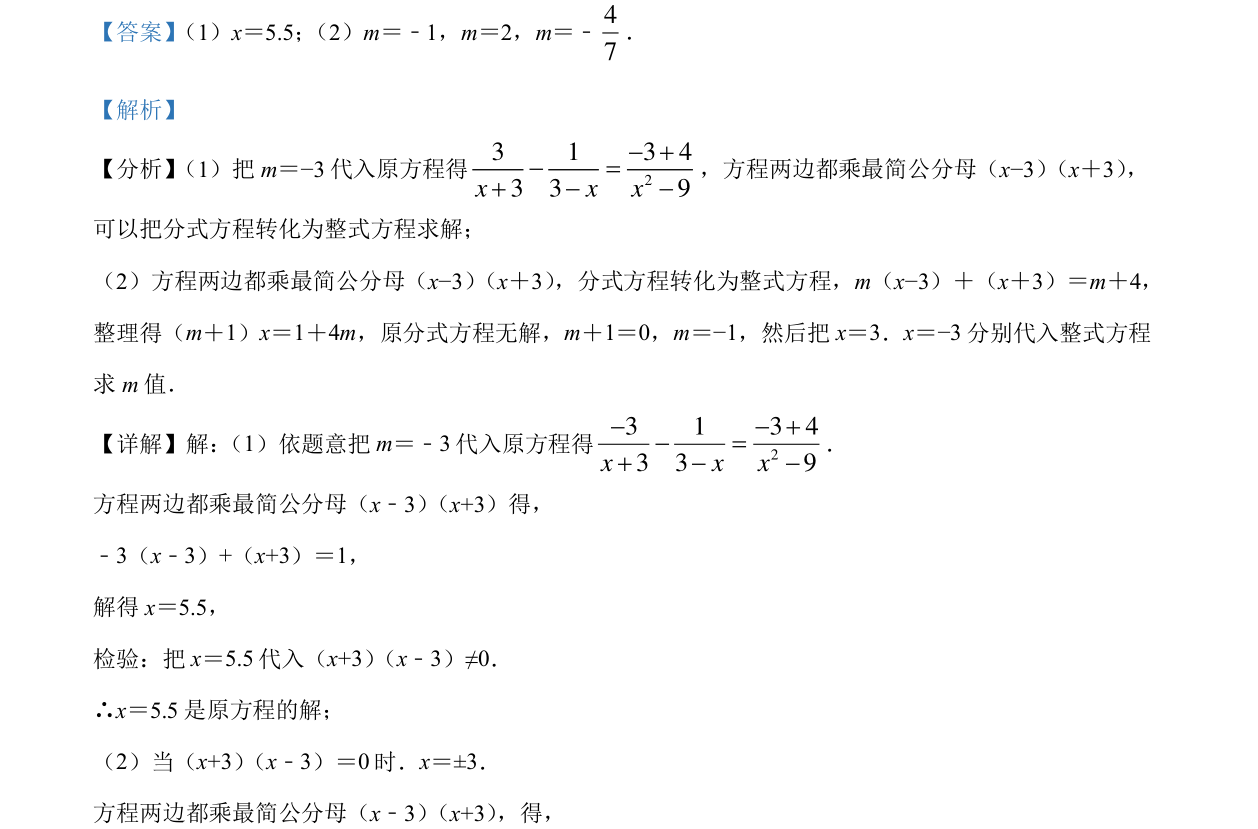 【答案】（1）x＝5.5；（2）m＝﹣1，m＝2，m＝﹣4/7．
【解析】
【分析】（1）把 m＝−3 代入原方程得 3/(x+3) − 1/(3−x) = (−3+4)/(x²−9)，方程两边都乘最简公分母（x−3）（x＋3），
可以把分式方程转化为整式方程求解；
（2）方程两边都乘最简公分母（x−3）（x＋3），分式方程转化为整式方程，m（x−3）＋（x＋3）＝m＋4，
整理得（m＋1）x＝1＋4m，原分式方程无解，m＋1＝0，m＝−1，然后把 x＝3．x＝−3 分别代入整式方程
求 m 值．
【详解】解：（1）依题意把 m＝﹣3 代入原方程得 −3/(x+3) − 1/(3−x) = (−3+4)/(x²−9)．
方程两边都乘最简公分母（x﹣3）（x+3）得，
﹣3（x﹣3）+（x+3）＝1，
解得 x＝5.5，
检验：把 x＝5.5 代入（x+3）（x﹣3）≠0．
∴x＝5.5 是原方程的解；
（2）当（x+3）（x﹣3）＝0 时．x＝±3．
方程两边都乘最简公分母（x﹣3）（x+3），得，